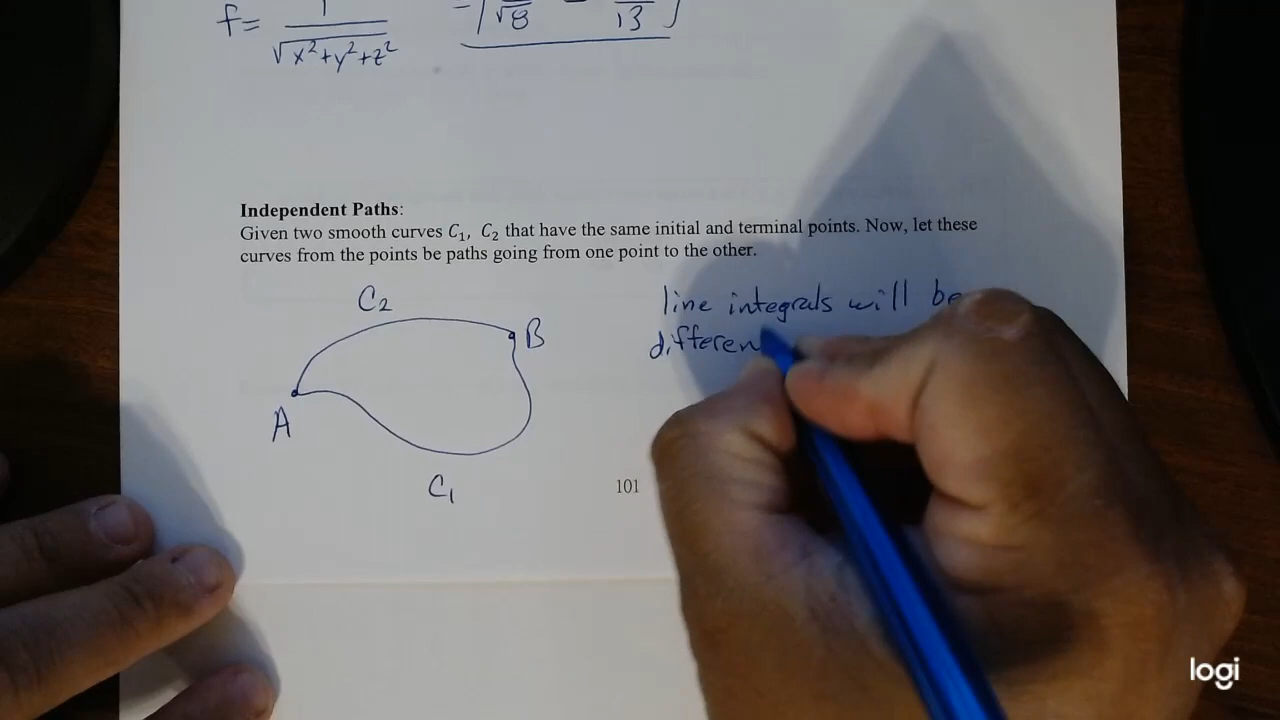 f = 1/√x²+y²+z²
√8 - 13
Independent Paths:
Given two smooth curves C₁, C₂ that have the same initial and terminal points. Now, let these
curves from the points be paths going from one point to the other.
C₂
line integrals will be
B
differen
A
C₁
101
logi